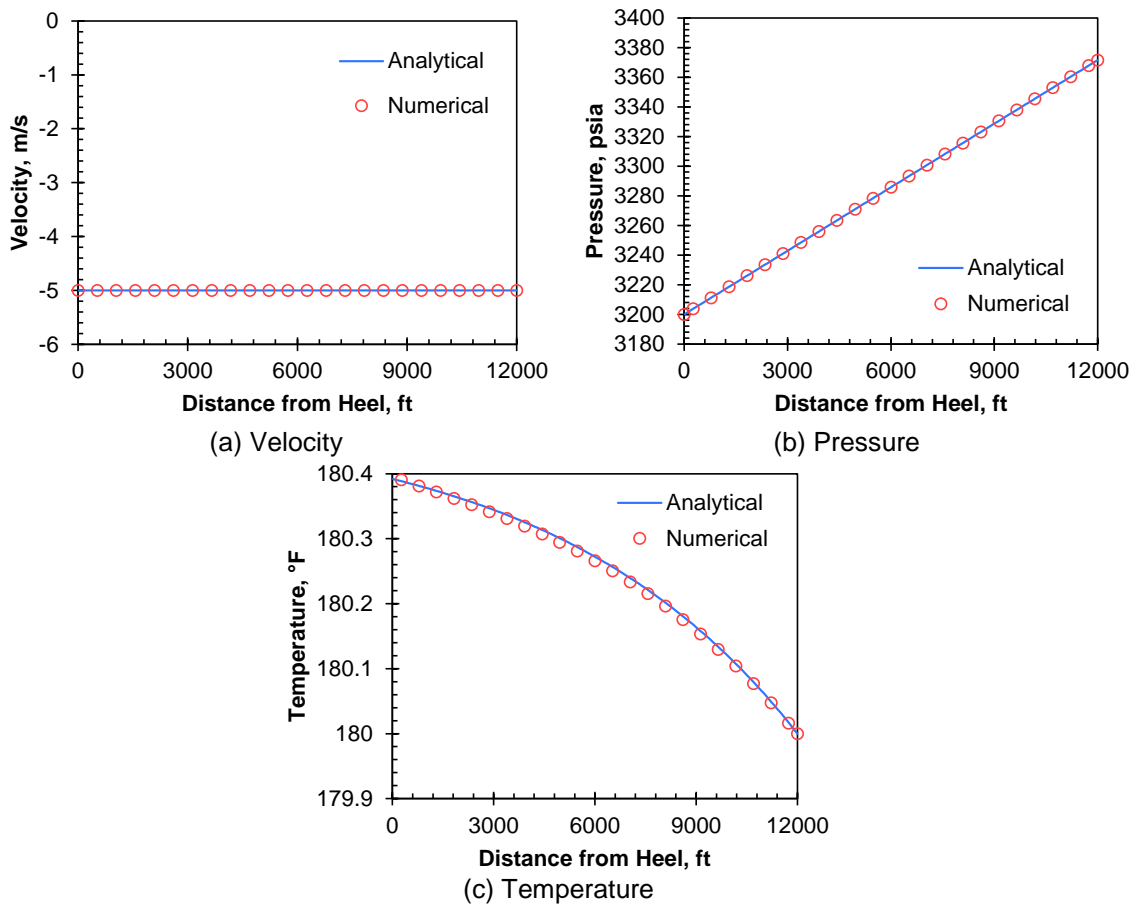 0
-1
-2
-3
-4
-5
-6
Velocity, m/s
Analytical
Numerical
0 3000 6000 9000 12000
Distance from Heel, ft
(a) Velocity
3400
3380
3360
3340
3320
3300
3280
3260
3240
3220
3200
3180
Pressure, psia
Analytical
Numerical
0 3000 6000 9000 12000
Distance from Heel, ft
(b) Pressure
180.4
180.3
180.2
180.1
180
179.9
Temperature, °F
Analytical
Numerical
0 3000 6000 9000 12000
Distance from Heel, ft
(c) Temperature